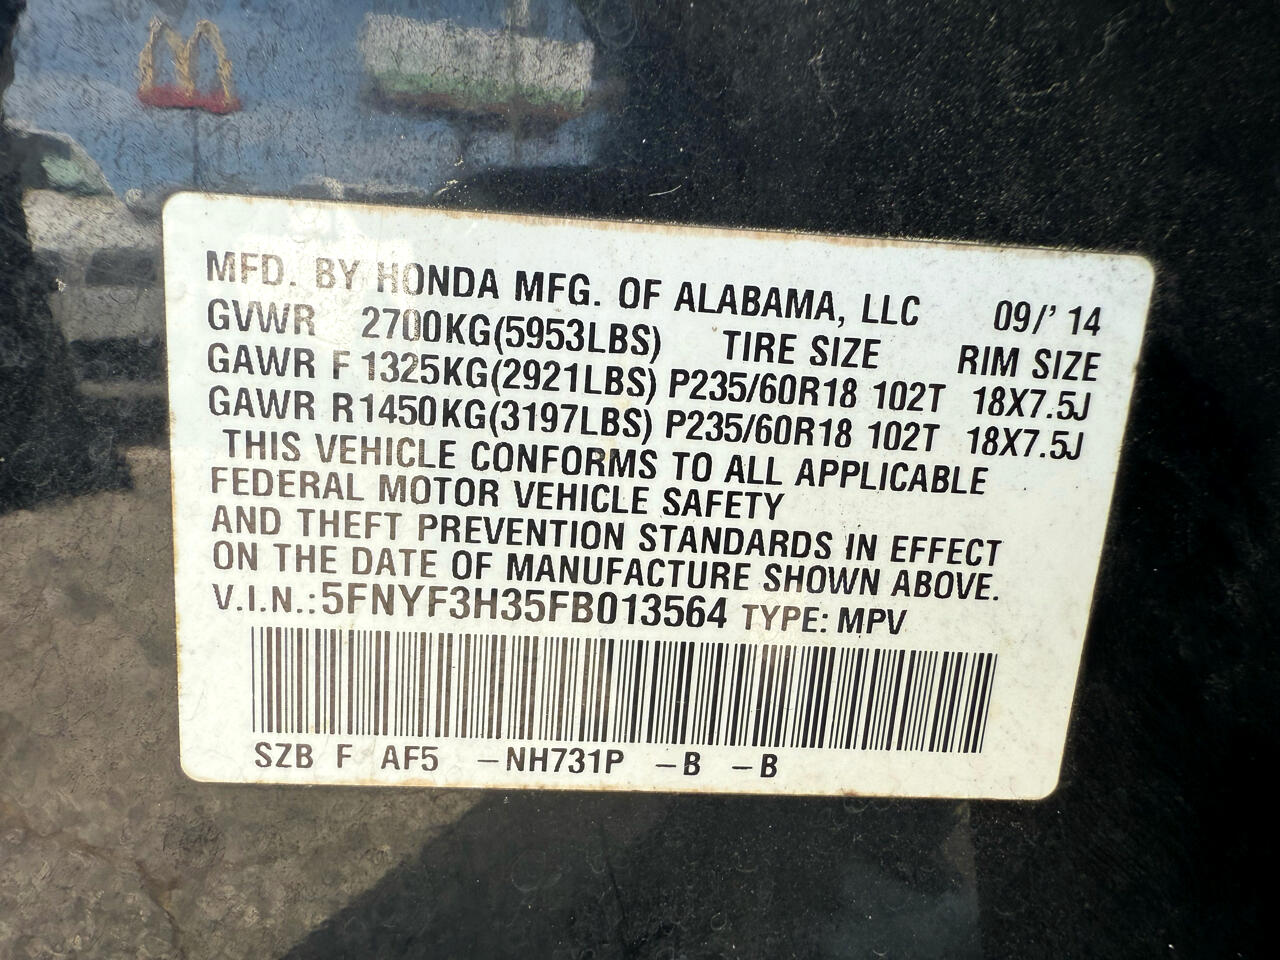 MFD. BY HONDA MFG. OF ALABAMA, LLC 09/'14
GVWR 2700KG(5953LBS) TIRE SIZE RIM SIZE
GAWR F 1325KG(2921LBS) P235/60R18 102T 18X7.5J
GAWR R1450KG(3197LBS) P235/60R18 102T 18X7.5J
THIS VEHICLE CONFORMS TO ALL APPLICABLE
FEDERAL MOTOR VEHICLE SAFETY
AND THEFT PREVENTION STANDARDS IN EFFECT
ON THE DATE OF MANUFACTURE SHOWN ABOVE.
V.I.N.:5FNYF3H35FB013564 TYPE: MPV
SZB F AF5 -NH731P -B -B